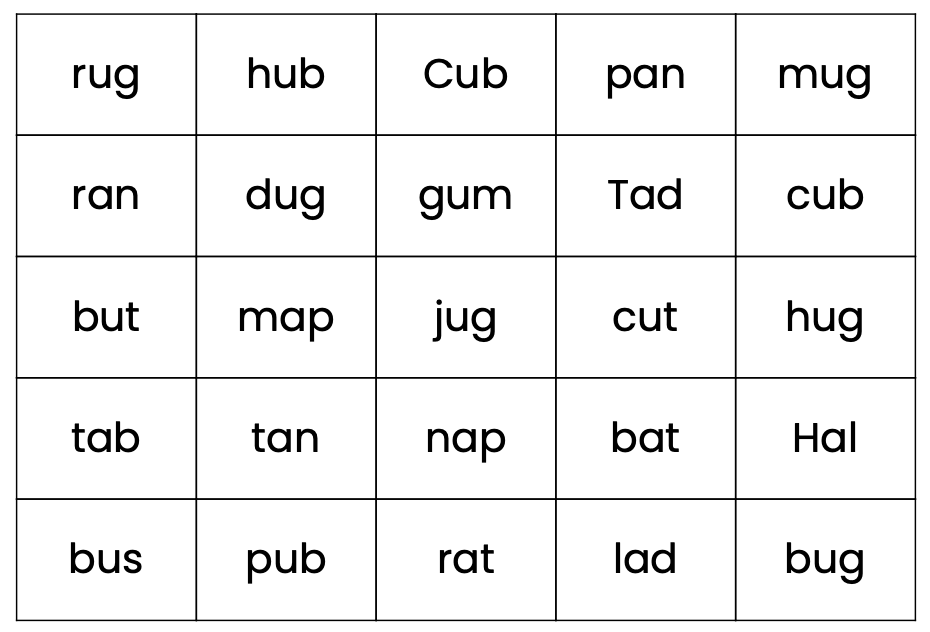 rug hub Cub pan mug
ran dug gum Tad cub
but map jug cut hug
tab tan nap bat Hal
bus pub rat lad bug